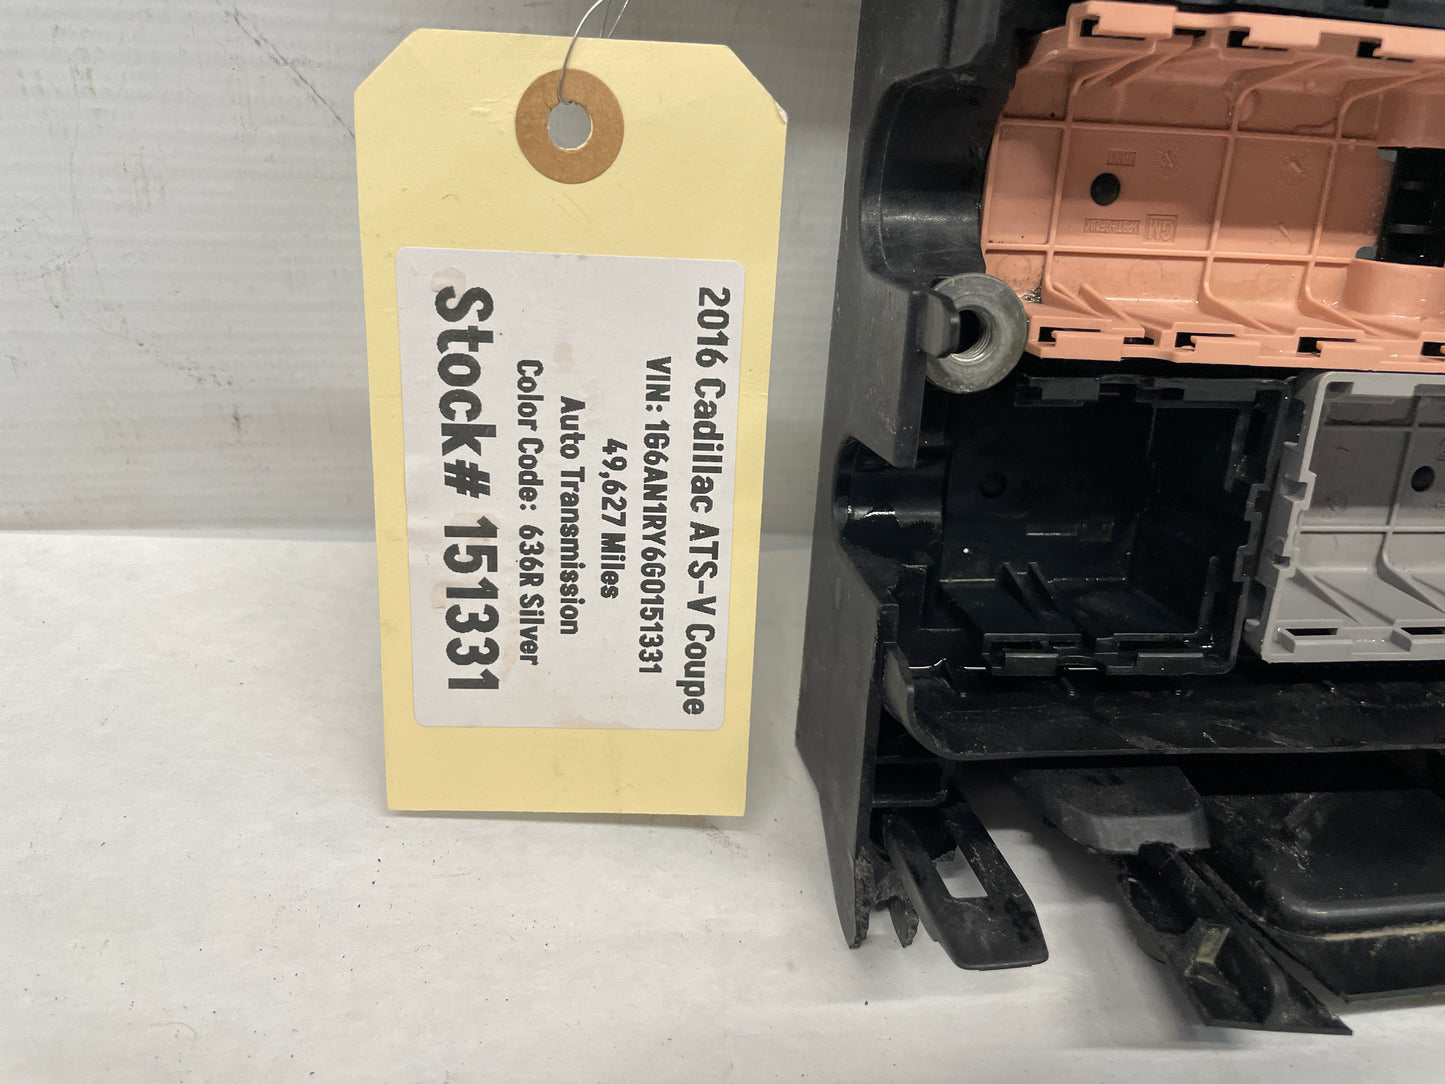 2016 Cadillac ATS-V Coupe
VIN: 1G6AN1RY6G0151331
49,627 Miles
Auto Transmission
Color Code: 636R Silver
Stock# 151331
GM